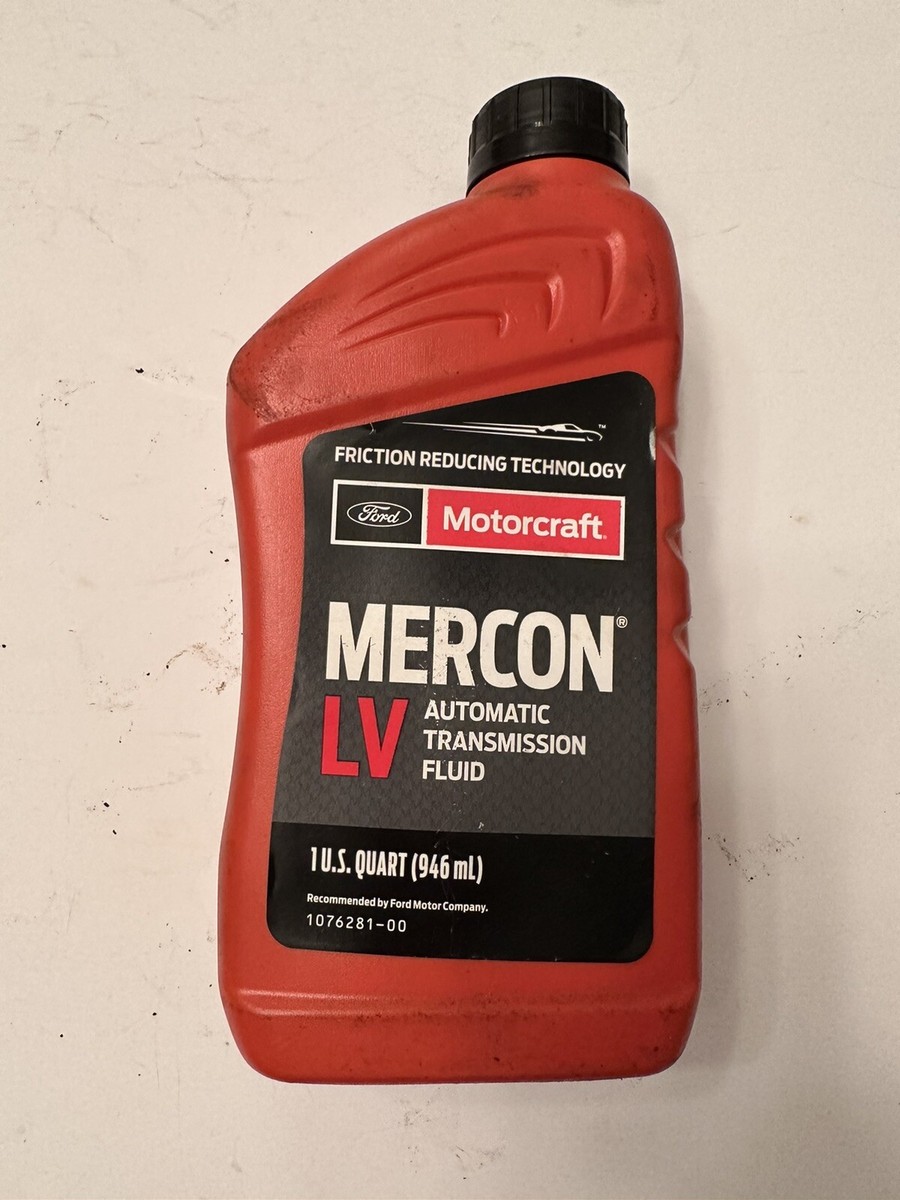 ™
FRICTION REDUCING TECHNOLOGY
Ford Motorcraft®
MERCON®
LV AUTOMATIC
TRANSMISSION
FLUID
1 U.S. QUART (946 mL)
Recommended by Ford Motor Company.
1076281-00